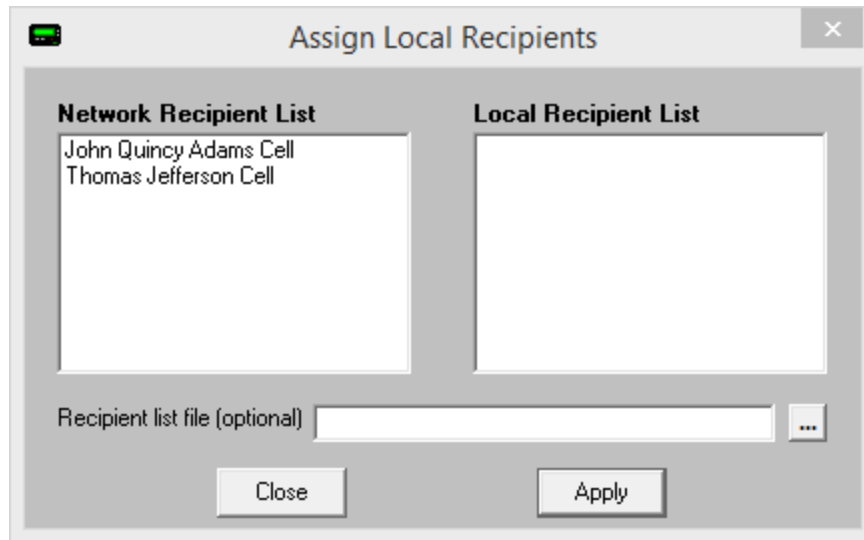 Assign Local Recipients
Network Recipient List
John Quincy Adams Cell
Thomas Jefferson Cell
Local Recipient List
Recipient list file (optional)
...
Close
Apply